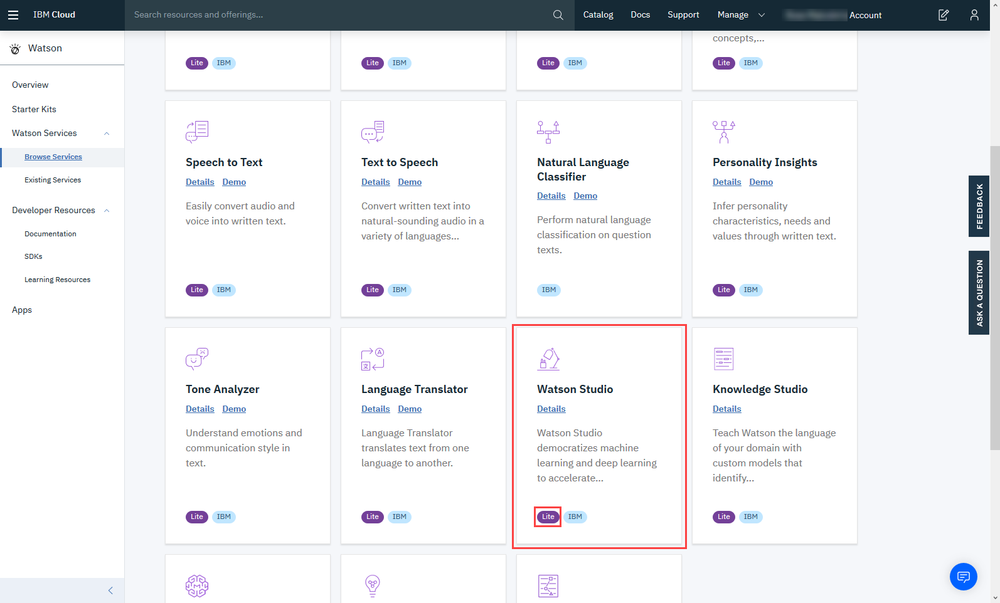 IBM Cloud
Search resources and offerings...
Catalog
Docs
Support
Manage
Account
Watson
Overview
Starter Kits
Watson Services
Browse Services
Existing Services
Developer Resources
Documentation
SDKs
Learning Resources
Apps
concepts,...
Lite IBM
Lite IBM
Lite IBM
Lite IBM
Speech to Text
Details Demo
Easily convert audio and
voice into written text.
Lite IBM
Text to Speech
Details Demo
Convert written text into
natural-sounding audio in a
variety of languages...
Lite IBM
Natural Language
Classifier
Details Demo
Perform natural language
classification on question
texts.
IBM
Personality Insights
Details Demo
Infer personality
characteristics, needs and
values through written text.
Lite IBM
Tone Analyzer
Details Demo
Understand emotions and
communication style in
text.
Lite IBM
Language Translator
Details Demo
Language Translator
translates text from one
language to another.
Lite IBM
Watson Studio
Details
Watson Studio
democratizes machine
learning and deep learning
to accelerate...
Lite IBM
Knowledge Studio
Details
Teach Watson the language
of your domain with
custom models that
identify...
Lite IBM
FEEDBACK
ASK A QUESTION